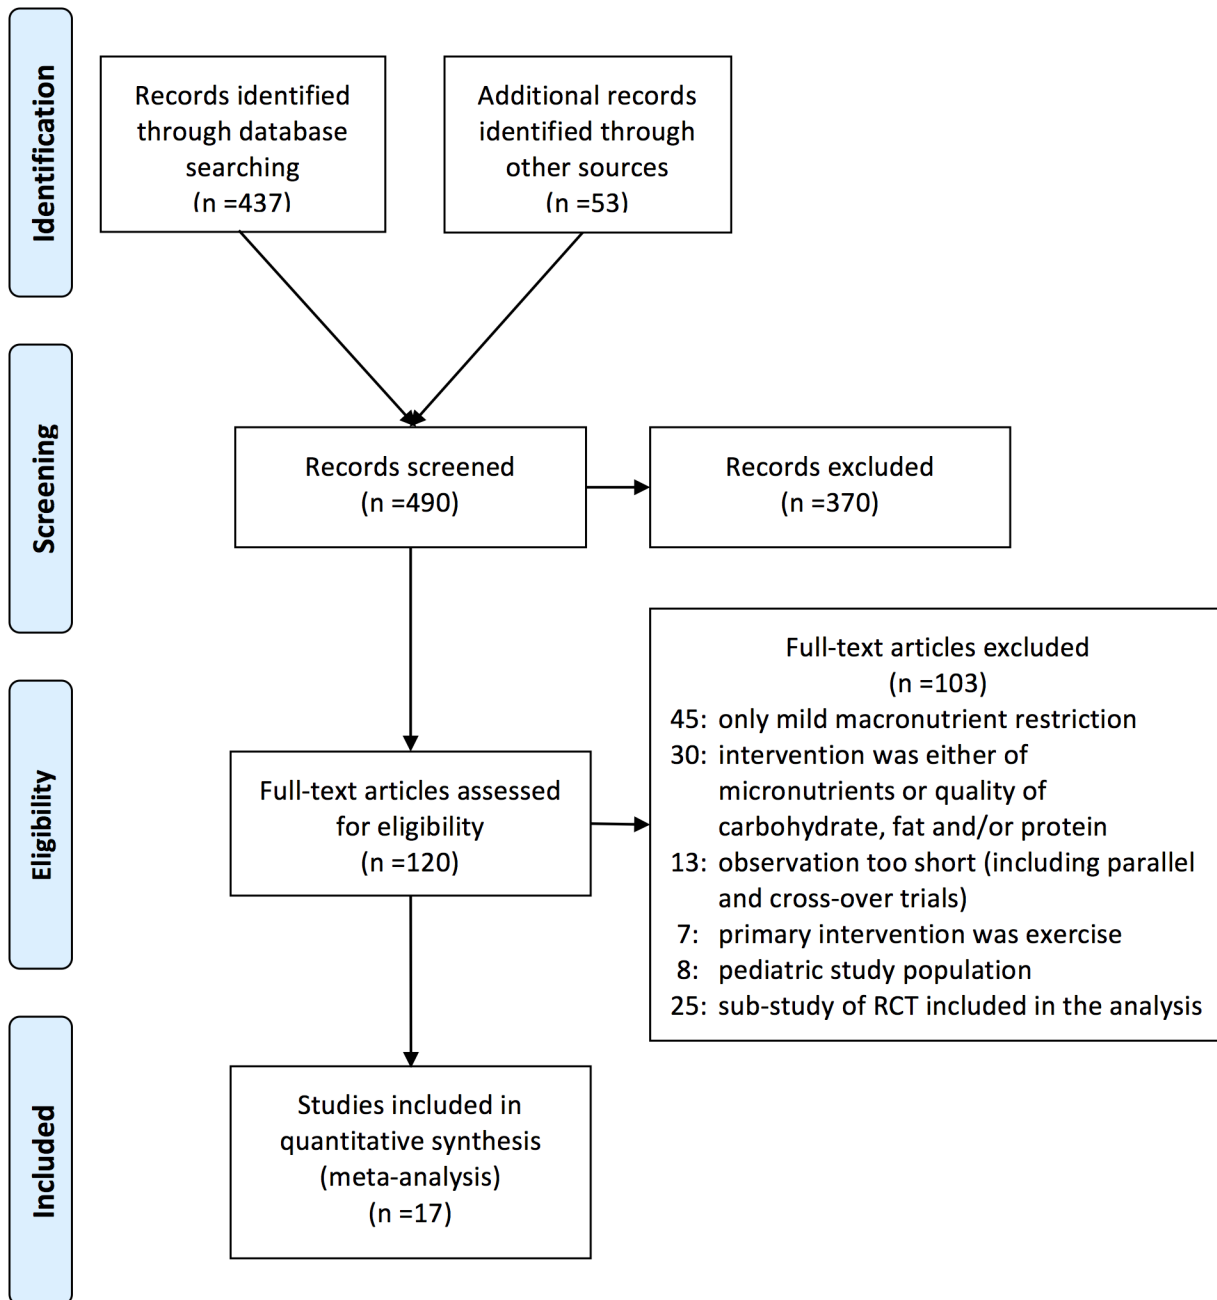 Identification
Records identified
through database
searching
(n =437)
Additional records
identified through
other sources
(n =53)
Screening
Records screened
(n =490)
Records excluded
(n =370)
Eligibility
Full-text articles assessed
for eligibility
(n =120)
Full-text articles excluded
(n =103)
45: only mild macronutrient restriction
30: intervention was either of
micronutrients or quality of
carbohydrate, fat and/or protein
13: observation too short (including parallel
and cross-over trials)
7: primary intervention was exercise
8: pediatric study population
25: sub-study of RCT included in the analysis
Included
Studies included in
quantitative synthesis
(meta-analysis)
(n =17)